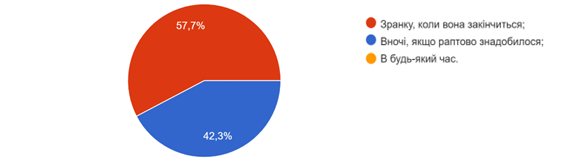 57,7%
42,3%
Зранку, коли вона закінчиться;
Вночі, якщо раптово знадобилося;
В будь-який час.